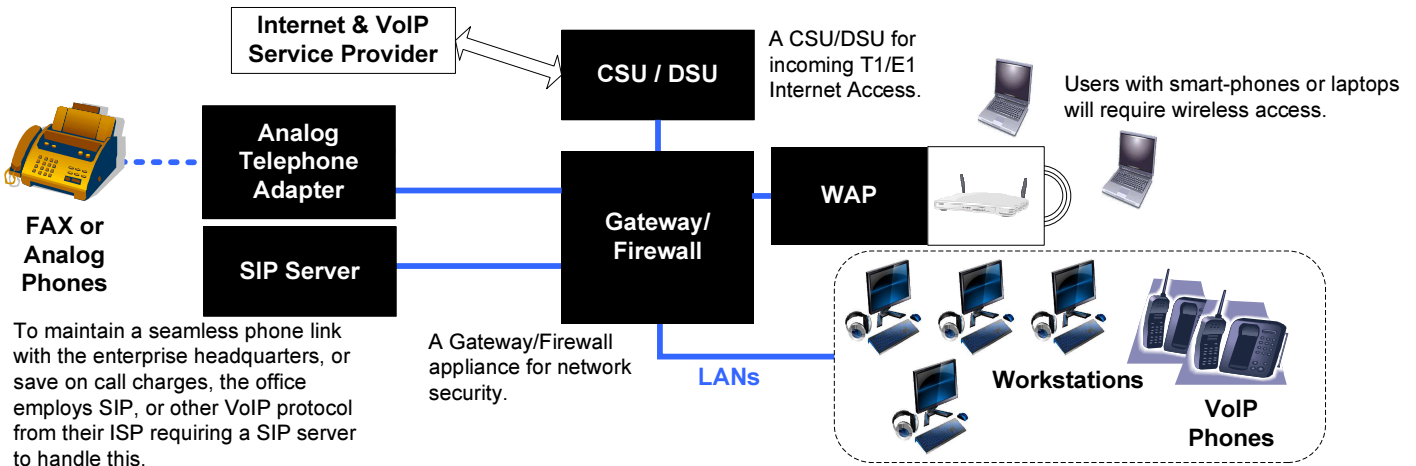 Internet & VoIP
Service Provider
CSU / DSU
A CSU/DSU for
incoming T1/E1
Internet Access.
Users with smart-phones or laptops
will require wireless access.
Analog
Telephone
Adapter
Gateway/
Firewall
WAP
FAX or
Analog
Phones
SIP Server
To maintain a seamless phone link
with the enterprise headquarters, or
save on call charges, the office
employs SIP, or other VoIP protocol
from their ISP requiring a SIP server
to handle this.
A Gateway/Firewall
appliance for network
security.
LANs
Workstations
VoIP
Phones